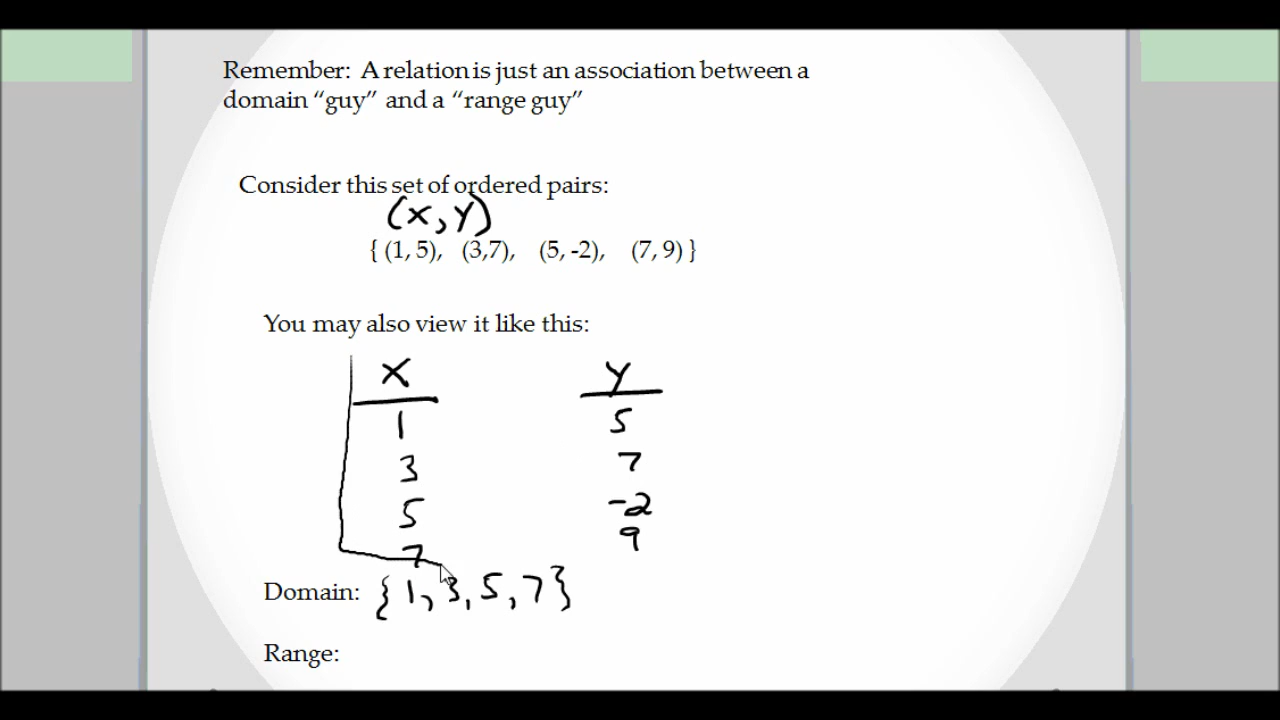 Remember: A relation is just an association between a
domain “guy” and a “range guy”
Consider this set of ordered pairs:
(x, y)
{ (1, 5), (3,7), (5, -2), (7, 9) }
You may also view it like this:
x y
1 5
3 7
5 -2
7 9
Domain: {1, 3, 5, 7}
Range: